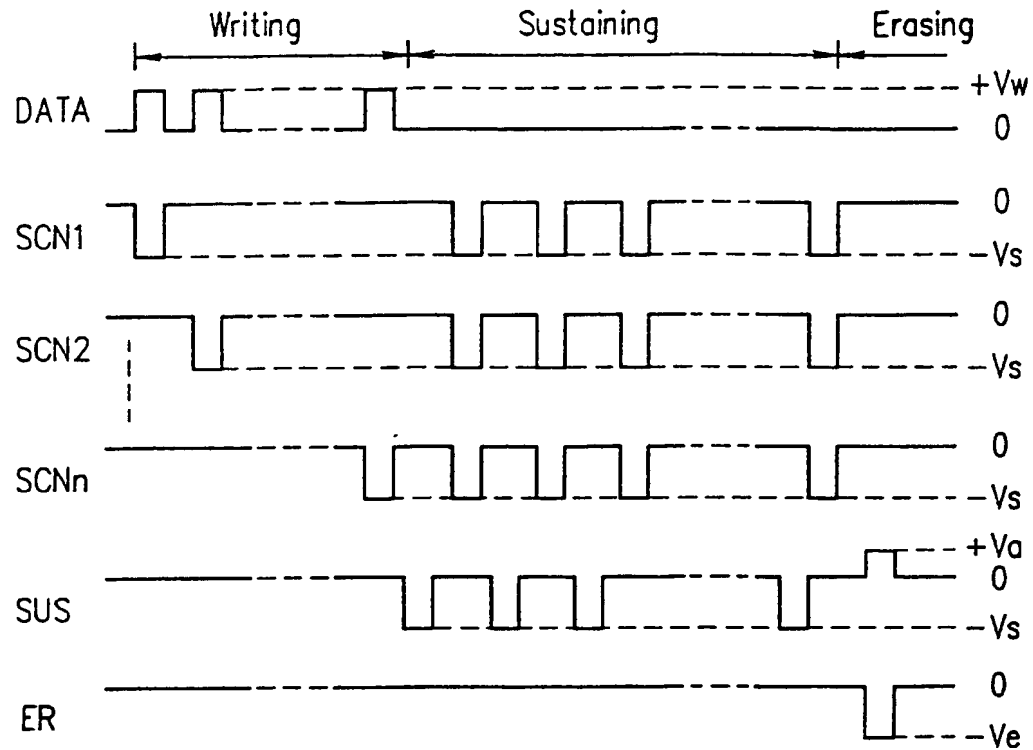 Writing Sustaining Erasing
DATA +Vw
0
SCN1 0
-Vs
SCN2 0
-Vs
SCNn 0
-Vs
+Va
SUS 0
-Vs
ER 0
-Ve